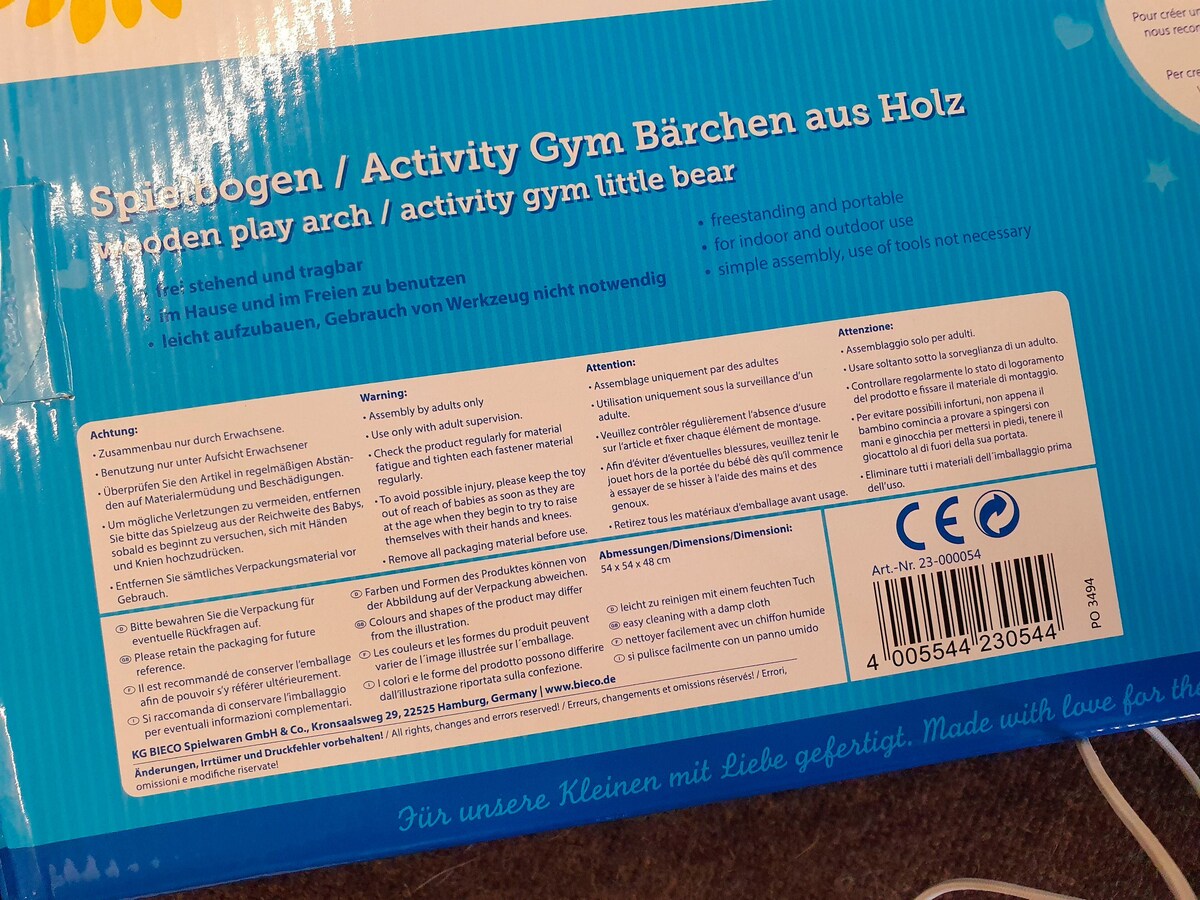 Pour créer un
nous recor
Per cre
Spielbogen / Activity Gym Bärchen aus Holz
wooden play arch / activity gym little bear
• frei stehend und tragbar
• im Hause und im Freien zu benutzen
• leicht aufzubauen, Gebrauch von Werkzeug nicht notwendig
• freestanding and portable
• for indoor and outdoor use
• simple assembly, use of tools not necessary
Achtung:
• Zusammenbau nur durch Erwachsene.
• Benutzung nur unter Aufsicht Erwachsener
• Überprüfen Sie den Artikel in regelmäßigen Abstän-
den auf Materialermüdung und Beschädigungen.
• Um mögliche Verletzungen zu vermeiden, entfernen
Sie bitte das Spielzeug aus der Reichweite des Babys,
sobald es beginnt zu versuchen, sich mit Händen
und Knien hochzudrücken.
• Entfernen Sie sämtliches Verpackungsmaterial vor
Gebrauch.
Warning:
• Assembly by adults only
• Use only with adult supervision.
• Check the product regularly for material
fatigue and tighten each fastener material
regularly.
• To avoid possible injury, please keep the toy
out of reach of babies as soon as they are
at the age when they begin to try to raise
themselves with their hands and knees.
• Remove all packaging material before use.
Attention:
• Assemblage uniquement par des adultes
• Utilisation uniquement sous la surveillance d'un
adulte.
• Veuillez contrôler régulièrement l'absence d'usure
sur l'article et fixer chaque élément de montage.
• Afin d'éviter d'éventuelles blessures, veuillez tenir le
jouet hors de la portée du bébé dès qu'il commence
à essayer de se hisser à l'aide des mains et des
genoux.
• Retirez tous les matériaux d'emballage avant usage.
Attenzione:
• Assemblaggio solo per adulti.
• Usare soltanto sotto la sorveglianza di un adulto.
• Controllare regolarmente lo stato di logoramento
del prodotto e fissare il materiale di montaggio.
• Per evitare possibili infortuni, non appena il
bambino comincia a provare a spingersi con
mani e ginocchia per mettersi in piedi, tenere il
giocattolo al di fuori della sua portata.
• Eliminare tutti i materiali dell´imballaggio prima
dell'uso.
D Bitte bewahren Sie die Verpackung für
eventuelle Rückfragen auf.
GB Please retain the packaging for future
reference.
F Il est recommandé de conserver l'emballage
afin de pouvoir s'y référer ultérieurement.
I Si raccomanda di conservare l'imballaggio
per eventuali informazioni complementari.
D Farben und Formen des Produktes können von
der Abbildung auf der Verpackung abweichen.
GB Colours and shapes of the product may differ
from the illustration.
F Les couleurs et les formes du produit peuvent
varier de l´image illustrée sur l´emballage.
I I colori e le forme del prodotto possono differire
dall'illustrazione riportata sulla confezione.
Abmessungen/Dimensions/Dimensioni:
54 x 54 x 48 cm
D leicht zu reinigen mit einem feuchten Tuch
GB easy cleaning with a damp cloth
F nettoyer facilement avec un chiffon humide
I si pulisce facilmente con un panno umido
KG BIECO Spielwaren GmbH & Co., Kronsaalsweg 29, 22525 Hamburg, Germany | www.bieco.de
Änderungen, Irrtümer und Druckfehler vorbehalten! / All rights, changes and errors reserved! / Erreurs, changements et omissions réservés! / Errori,
omissioni e modifiche riservate!
CE
Art.-Nr. 23-000054
4 005544 230544
PO 3494
Für unsere Kleinen mit Liebe gefertigt. Made with love for the